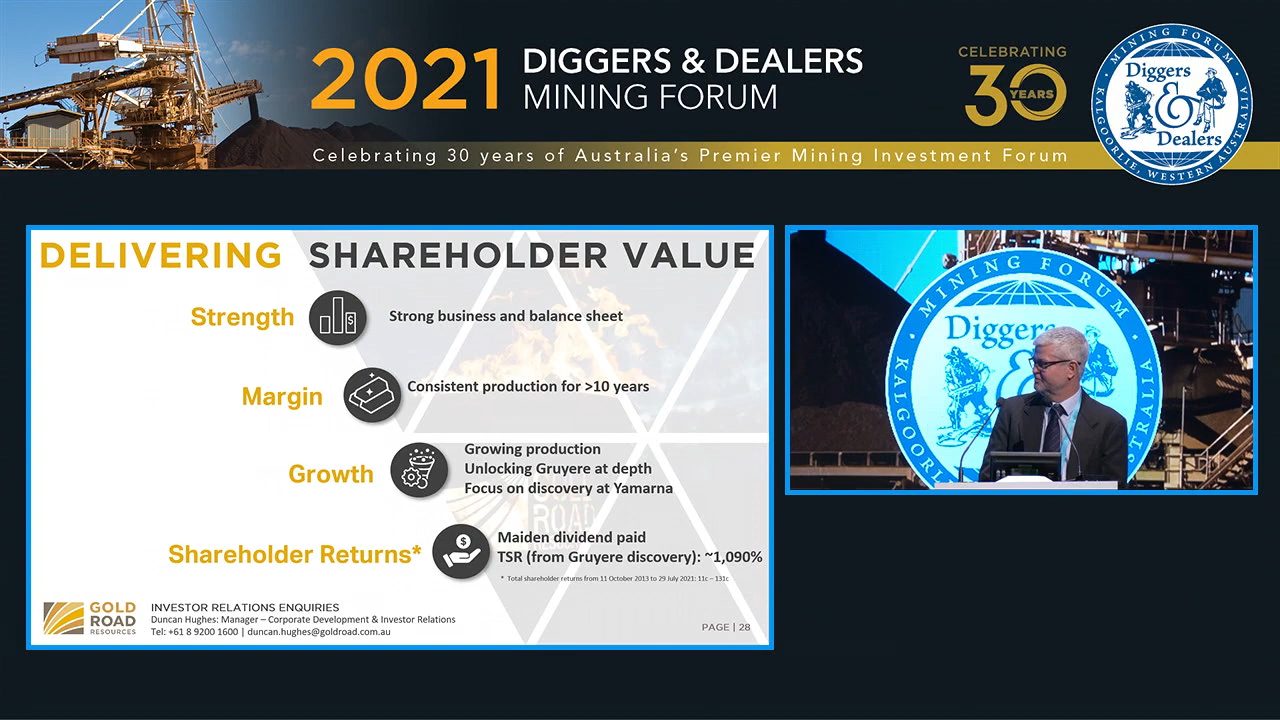 2021 DIGGERS & DEALERS
MINING FORUM
CELEBRATING
30 YEARS
MINING FORUM
Diggers
&
Dealers
KALGOORLIE, WESTERN AUSTRALIA
Celebrating 30 years of Australia's Premier Mining Investment Forum
DELIVERING SHAREHOLDER VALUE
Strength
$
Strong business and balance sheet
Margin
Consistent production for >10 years
Growth
Growing production
Unlocking Gruyere at depth
Focus on discovery at Yamarna
Shareholder Returns*
$
Maiden dividend paid
TSR (from Gruyere discovery): ~1,090%
* Total shareholder returns from 11 October 2013 to 29 July 2021: 11c – 131c
GOLD
ROAD
RESOURCES
INVESTOR RELATIONS ENQUIRIES
Duncan Hughes: Manager – Corporate Development & Investor Relations
Tel: +61 8 9200 1600 | duncan.hughes@goldroad.com.au
PAGE | 28
MINING FORUM
Diggers
&
KALGOORL
STRALIA